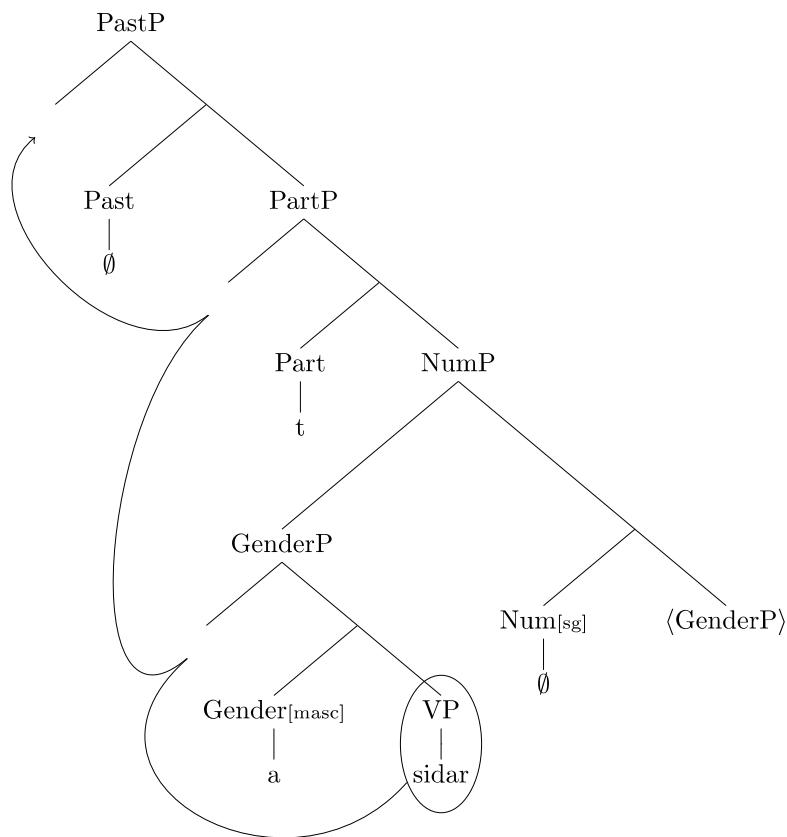 PastP
Past PartP
∅
Part NumP
t
GenderP
Num[sg] ⟨GenderP⟩
∅
Gender[masc] VP
a sidar